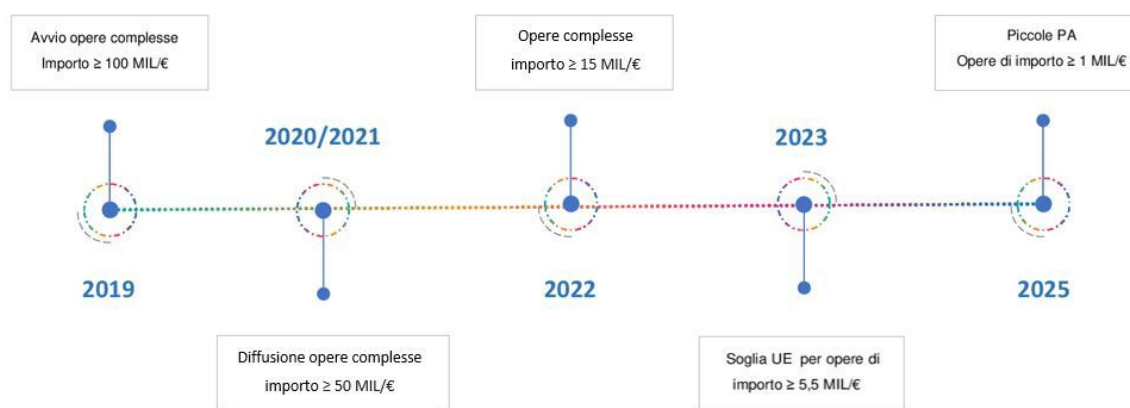 Avvio opere complesse
Importo ≥ 100 MIL/€
Opere complesse
importo ≥ 15 MIL/€
Piccole PA
Opere di importo ≥ 1 MIL/€
2020/2021
2023
2019
2022
2025
Diffusione opere complesse
importo ≥ 50 MIL/€
Soglia UE per opere di
importo ≥ 5,5 MIL/€